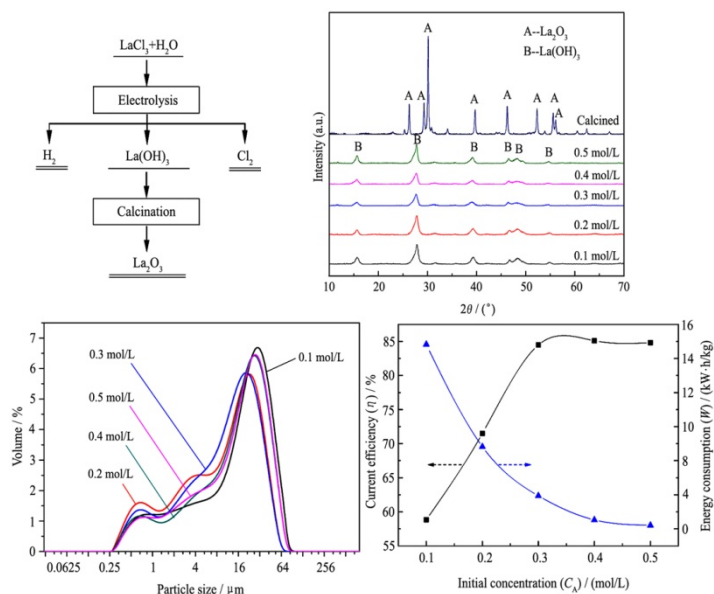 LaCl₃+H₂O
Electrolysis
H₂
La(OH)₃
Cl₂
Calcination
La₂O₃
A--La₂O₃
B--La(OH)₃
A
A
A
A
A
A
A
A
Calcined
B
B
B
B
B
B
0.5 mol/L
0.4 mol/L
0.3 mol/L
0.2 mol/L
0.1 mol/L
Intensity (a.u.)
10 20 30 40 50 60 70
2θ / (°)
7
6
5
4
3
2
1
0
Volume / %
0.3 mol/L
0.1 mol/L
0.5 mol/L
0.4 mol/L
0.2 mol/L
0.0625 0.25 1 4 16 64 256
Particle size / μm
85
80
75
70
65
60
55
Current efficiency (η) / %
16
12
8
4
0
Energy consumption (W) / (kW·h/kg)
0.1 0.2 0.3 0.4 0.5
Initial concentration (C_A) / (mol/L)